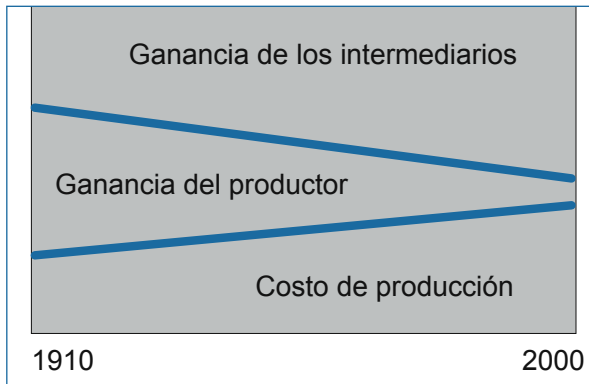 Ganancia de los intermediarios
Ganancia del productor
Costo de producción
1910
2000